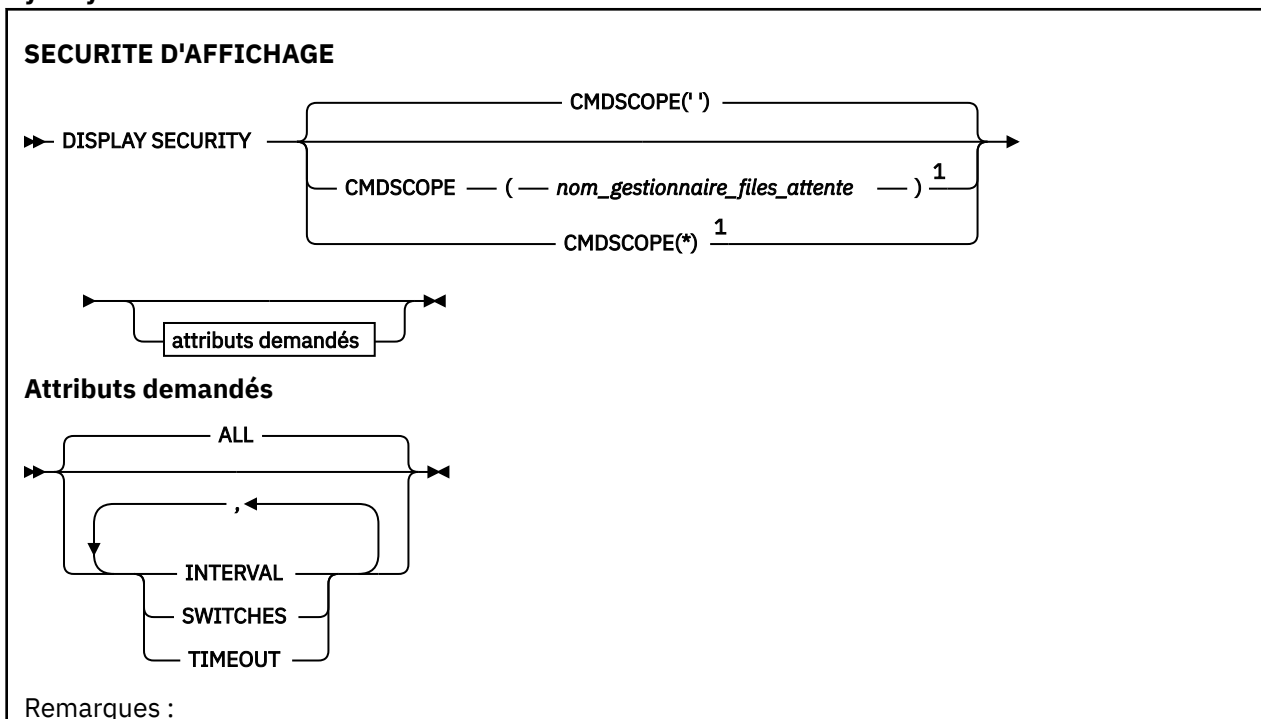 SECURITE D'AFFICHAGE
CMDSCOPE(' ')
DISPLAY SECURITY
CMDSCOPE ( nom_gestionnaire_files_attente ) 1
CMDSCOPE(*) 1
attributs demandés
Attributs demandés
ALL
,
INTERVAL
SWITCHES
TIMEOUT
Remarques :